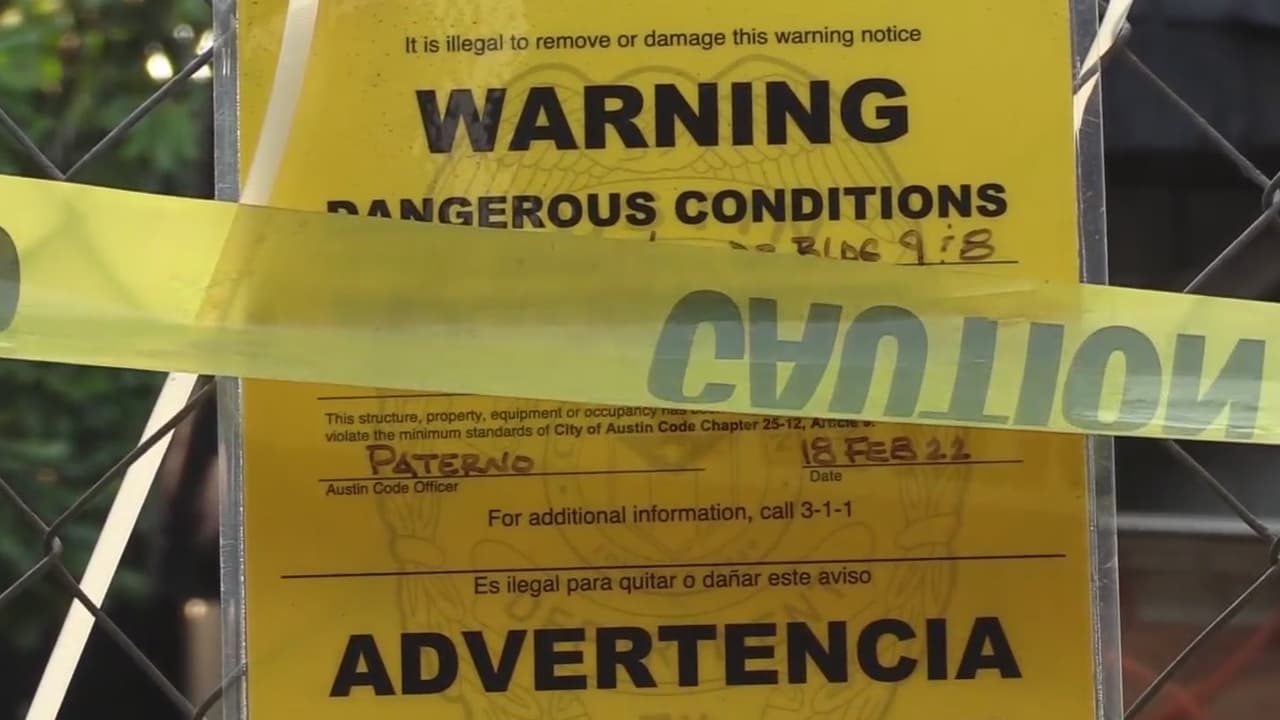 It is illegal to remove or damage this warning notice
WARNING
DANGEROUS CONDITIONS
BLDG 9 : 8
CAUTION
This structure, property, equipment or occupancy has
violate the minimum standards of City of Austin Code Chapter 25-12, Article 9.
PATERNO 18 FEB 22
Austin Code Officer Date
For additional information, call 3-1-1
Es ilegal para quitar o dañar este aviso
ADVERTENCIA